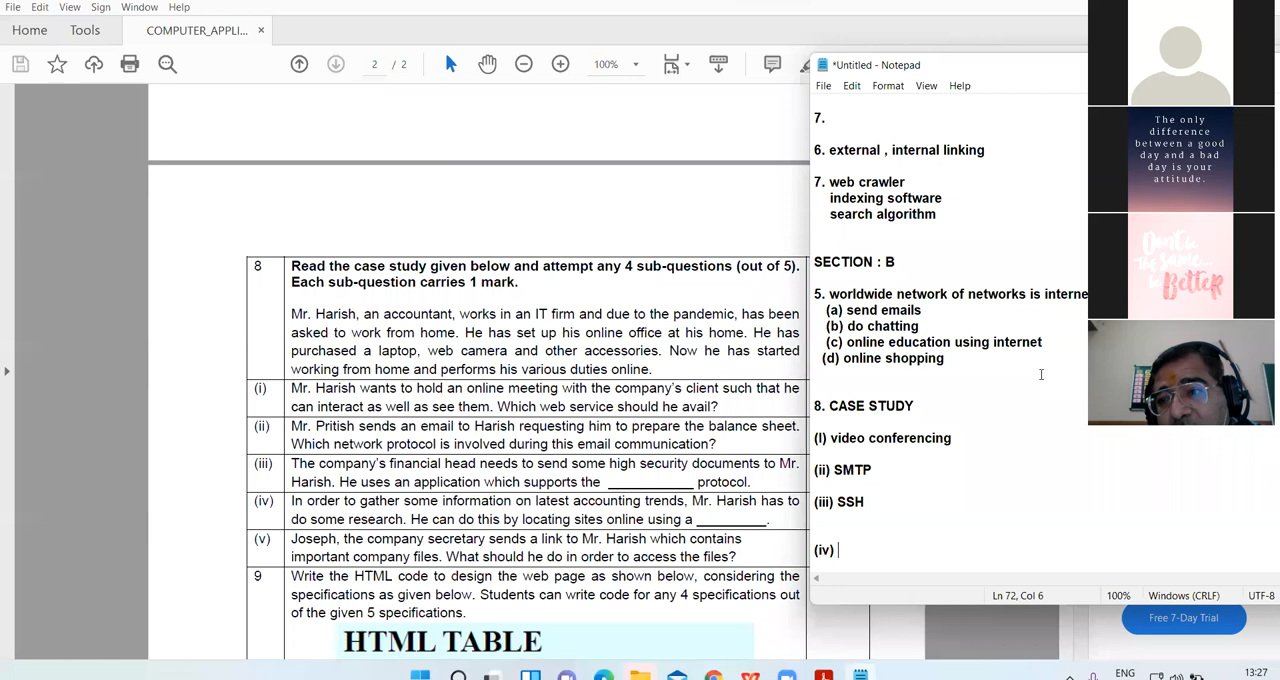 File Edit View Sign Window Help
Home Tools COMPUTER_APPLI... ×
2 / 2 100%
8 Read the case study given below and attempt any 4 sub-questions (out of 5).
Each sub-question carries 1 mark.
Mr. Harish, an accountant, works in an IT firm and due to the pandemic, has been
asked to work from home. He has set up his online office at his home. He has
purchased a laptop, web camera and other accessories. Now he has started
working from home and performs his various duties online.
(i) Mr. Harish wants to hold an online meeting with the company's client such that he
can interact as well as see them. Which web service should he avail?
(ii) Mr. Pritish sends an email to Harish requesting him to prepare the balance sheet.
Which network protocol is involved during this email communication?
(iii) The company's financial head needs to send some high security documents to Mr.
Harish. He uses an application which supports the __________ protocol.
(iv) In order to gather some information on latest accounting trends, Mr. Harish has to
do some research. He can do this by locating sites online using a ________.
(v) Joseph, the company secretary sends a link to Mr. Harish which contains
important company files. What should he do in order to access the files?
9 Write the HTML code to design the web page as shown below, considering the
specifications as given below. Students can write code for any 4 specifications out
of the given 5 specifications.
HTML TABLE
*Untitled - Notepad
File Edit Format View Help
7.
6. external , internal linking
7. web crawler
indexing software
search algorithm
SECTION : B
5. worldwide network of networks is interne
(a) send emails
(b) do chatting
(c) online education using internet
(d) online shopping
8. CASE STUDY
(I) video conferencing
(ii) SMTP
(iii) SSH
(iv)
Ln 72, Col 6 100% Windows (CRLF) UTF-8
Free 7-Day Trial
The only
difference
between a good
day and a bad
day is your
attitude.
Don't be
the same...
be BetteR
ENG 13:27